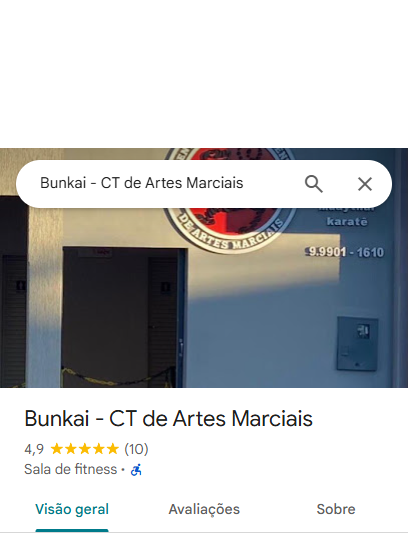 Bunkai - CT de Artes Marciais
karatê
DE ARTES MARCIAIS
9.9901 - 1610
Bunkai - CT de Artes Marciais
4,9 (10)
Sala de fitness ·
Visão geral
Avaliações
Sobre